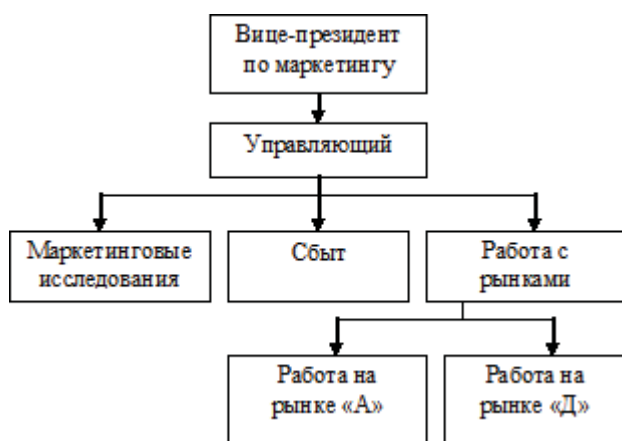 Вице-президент
по маркетингу
Управляющий
Маркетинговые
исследования
Сбыт
Работа с
рынками
Работа на
рынке «А»
Работа на
рынке «Д»